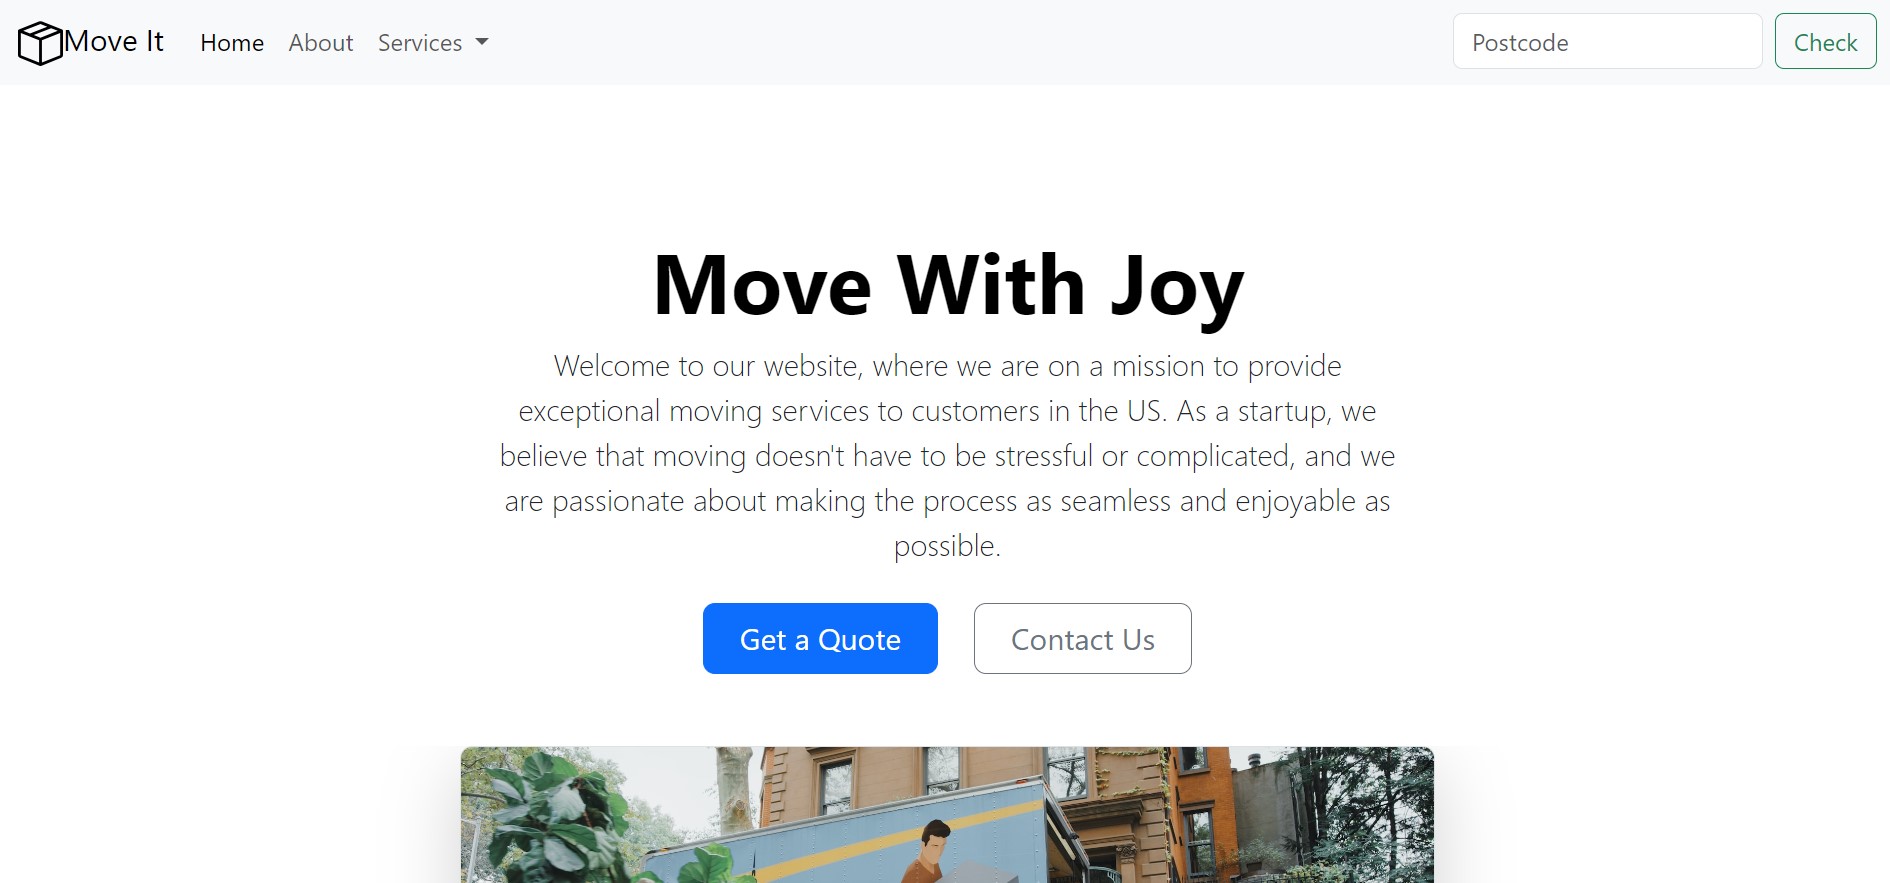 Move It Home About Services Postcode Check
Move With Joy
Welcome to our website, where we are on a mission to provide
exceptional moving services to customers in the US. As a startup, we
believe that moving doesn't have to be stressful or complicated, and we
are passionate about making the process as seamless and enjoyable as
possible.
Get a Quote Contact Us